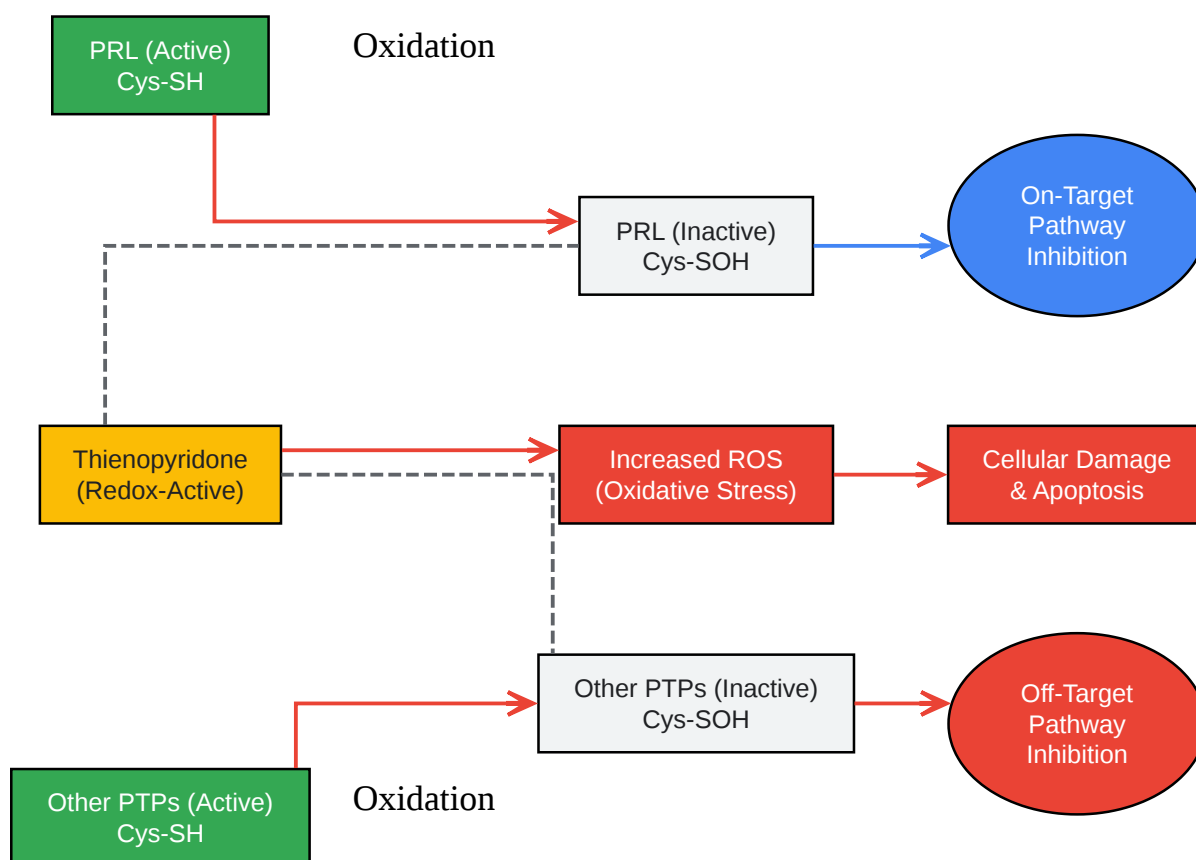 PRL (Active)
Cys-SH
Oxidation
PRL (Inactive)
Cys-SOH
On-Target
Pathway
Inhibition
Thienopyridone
(Redox-Active)
Increased ROS
(Oxidative Stress)
Cellular Damage
& Apoptosis
Other PTPs (Inactive)
Cys-SOH
Off-Target
Pathway
Inhibition
Other PTPs (Active)
Cys-SH
Oxidation